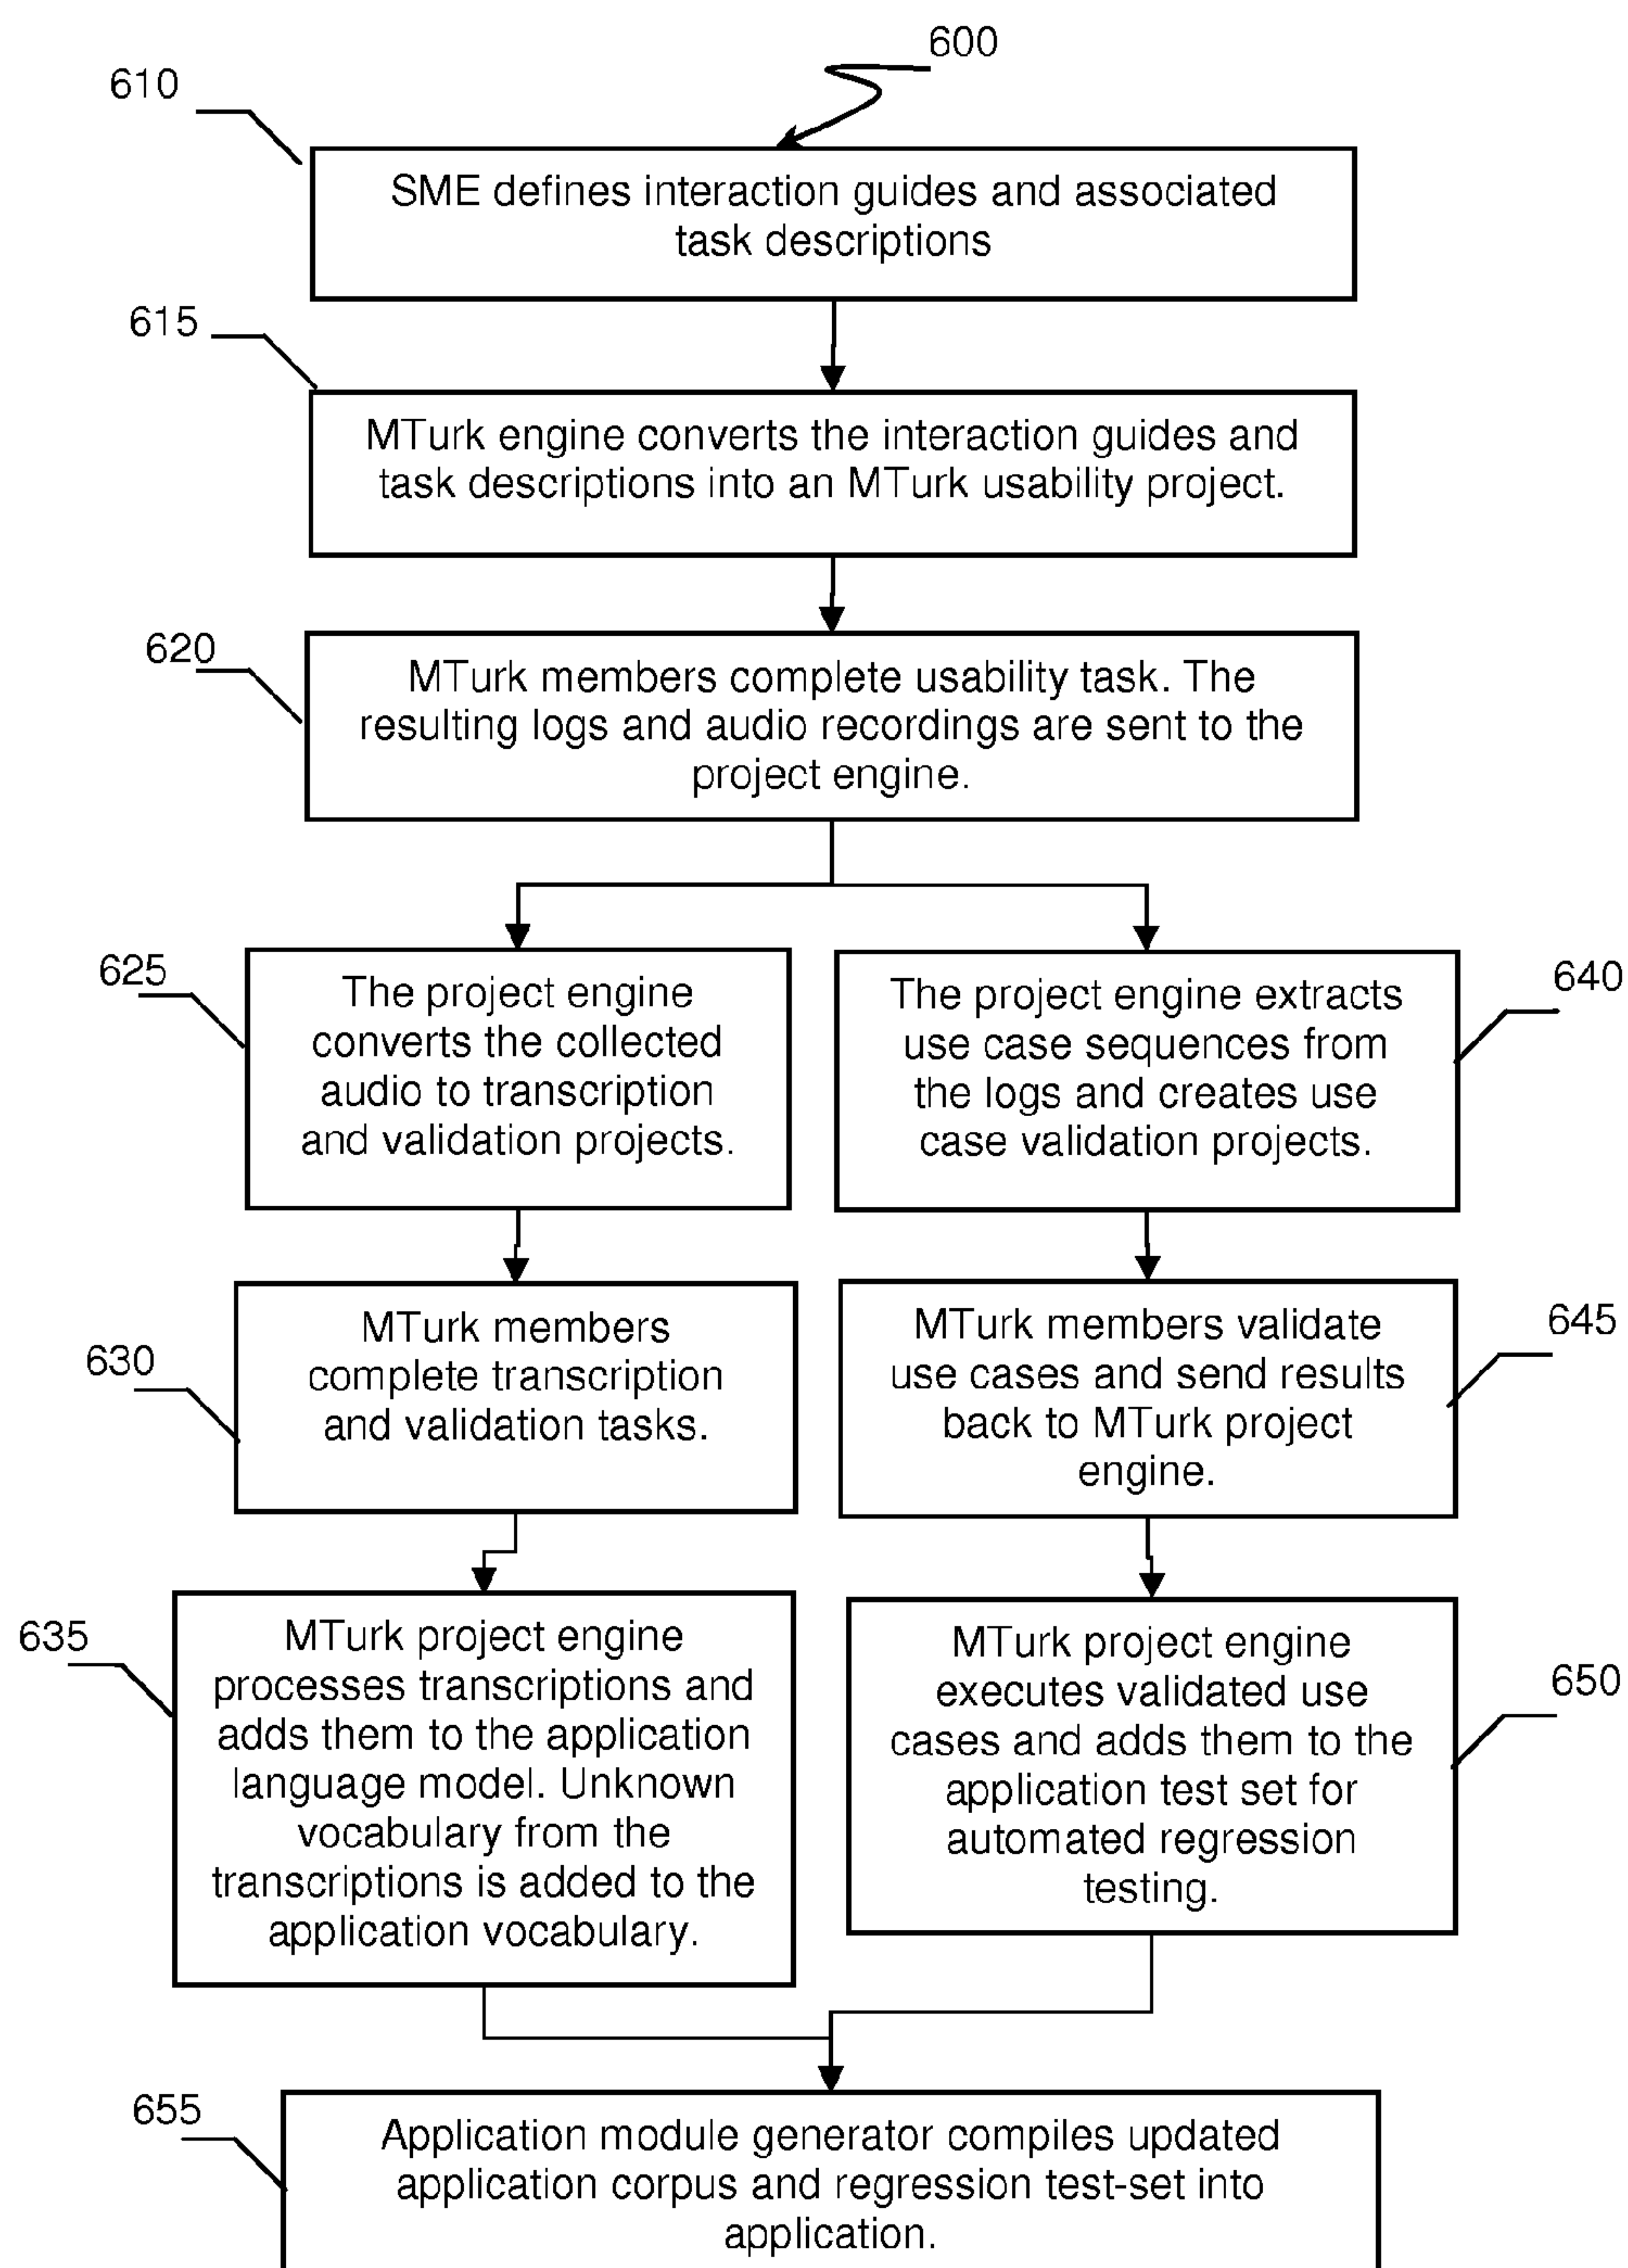 600
610
SME defines interaction guides and associated
task descriptions
615
MTurk engine converts the interaction guides and
task descriptions into an MTurk usability project.
620
MTurk members complete usability task. The
resulting logs and audio recordings are sent to the
project engine.
625
The project engine
converts the collected
audio to transcription
and validation projects.
640
The project engine extracts
use case sequences from
the logs and creates use
case validation projects.
630
MTurk members
complete transcription
and validation tasks.
645
MTurk members validate
use cases and send results
back to MTurk project
engine.
635
MTurk project engine
processes transcriptions and
adds them to the application
language model. Unknown
vocabulary from the
transcriptions is added to the
application vocabulary.
650
MTurk project engine
executes validated use
cases and adds them to the
application test set for
automated regression
testing.
655
Application module generator compiles updated
application corpus and regression test-set into
application.